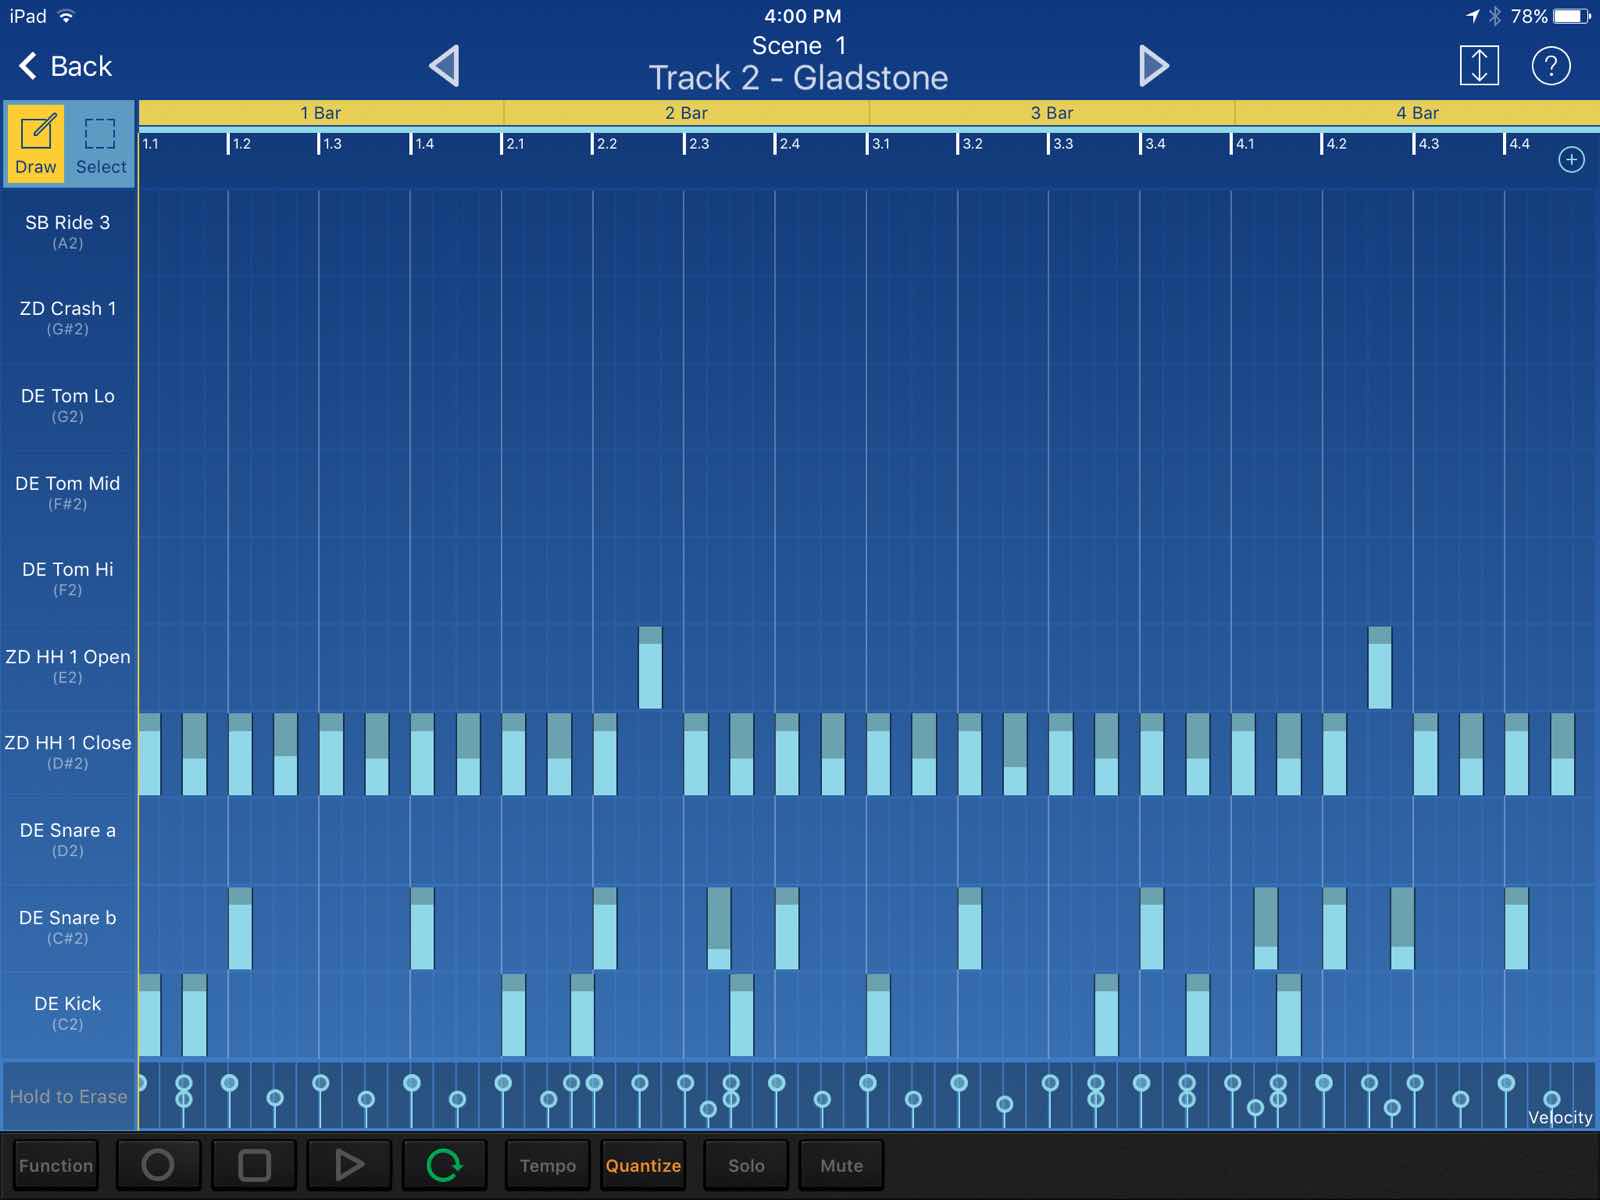 iPad 4:00 PM 78%
Back
Scene 1
Track 2 - Gladstone
?
Draw Select
1 Bar 2 Bar 3 Bar 4 Bar
1.1 1.2 1.3 1.4 2.1 2.2 2.3 2.4 3.1 3.2 3.3 3.4 4.1 4.2 4.3 4.4
SB Ride 3
(A2)
ZD Crash 1
(G#2)
DE Tom Lo
(G2)
DE Tom Mid
(F#2)
DE Tom Hi
(F2)
ZD HH 1 Open
(E2)
ZD HH 1 Close
(D#2)
DE Snare a
(D2)
DE Snare b
(C#2)
DE Kick
(C2)
Hold to Erase
Velocity
Function Tempo Quantize Solo Mute